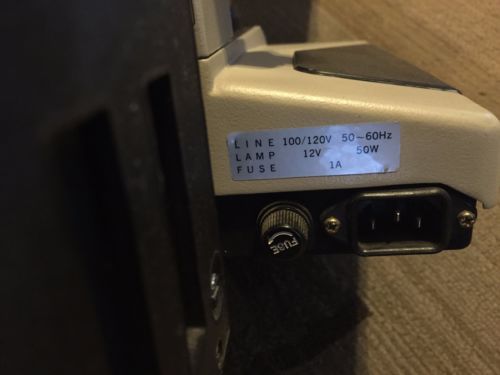 LINE 100/120V 50~60Hz
LAMP 12V 50W
FUSE 1A
FUSE